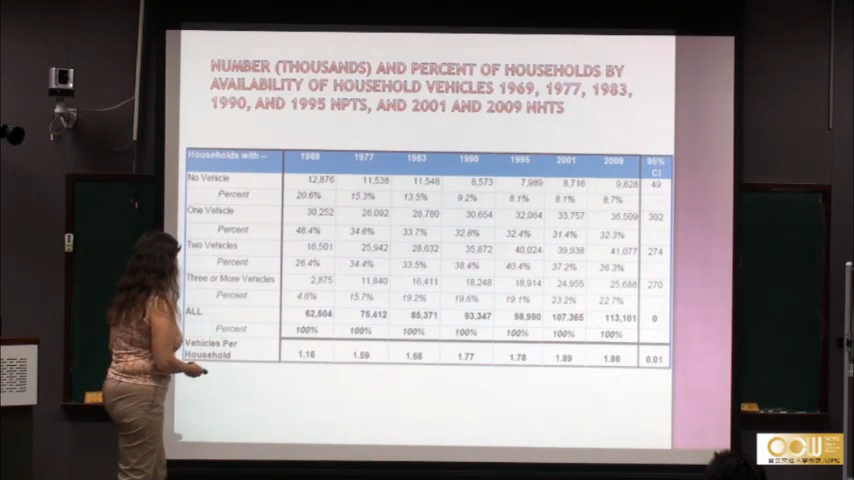 NUMBER (THOUSANDS) AND PERCENT OF HOUSEHOLDS BY
AVAILABILITY OF HOUSEHOLD VEHICLES 1969, 1977, 1983,
1990, AND 1995 NPTS, AND 2001 AND 2009 NHTS
Households with -- 1969 1977 1983 1990 1995 2001 2009 95% CI
No Vehicle 12,876 11,538 11,548 8,573 7,989 8,716 9,828 49
Percent 20.6% 15.3% 13.5% 9.2% 8.1% 8.1% 8.7%
One Vehicle 30,252 26,092 28,780 30,654 32,064 33,757 36,509 302
Percent 48.4% 34.6% 33.7% 32.8% 32.4% 31.4% 32.3%
Two Vehicles 16,501 25,942 28,632 35,872 40,024 39,938 41,077 274
Percent 26.4% 34.4% 33.5% 38.4% 40.4% 37.2% 36.3%
Three or More Vehicles 2,875 11,840 16,411 18,248 18,914 24,955 25,688 270
Percent 4.6% 15.7% 19.2% 19.6% 19.1% 23.2% 22.7%
ALL 62,504 75,412 85,371 93,347 98,990 107,365 113,101 0
Percent 100% 100% 100% 100% 100% 100% 100%
Vehicles Per
Household 1.16 1.59 1.68 1.77 1.78 1.89 1.86 0.01
OCW